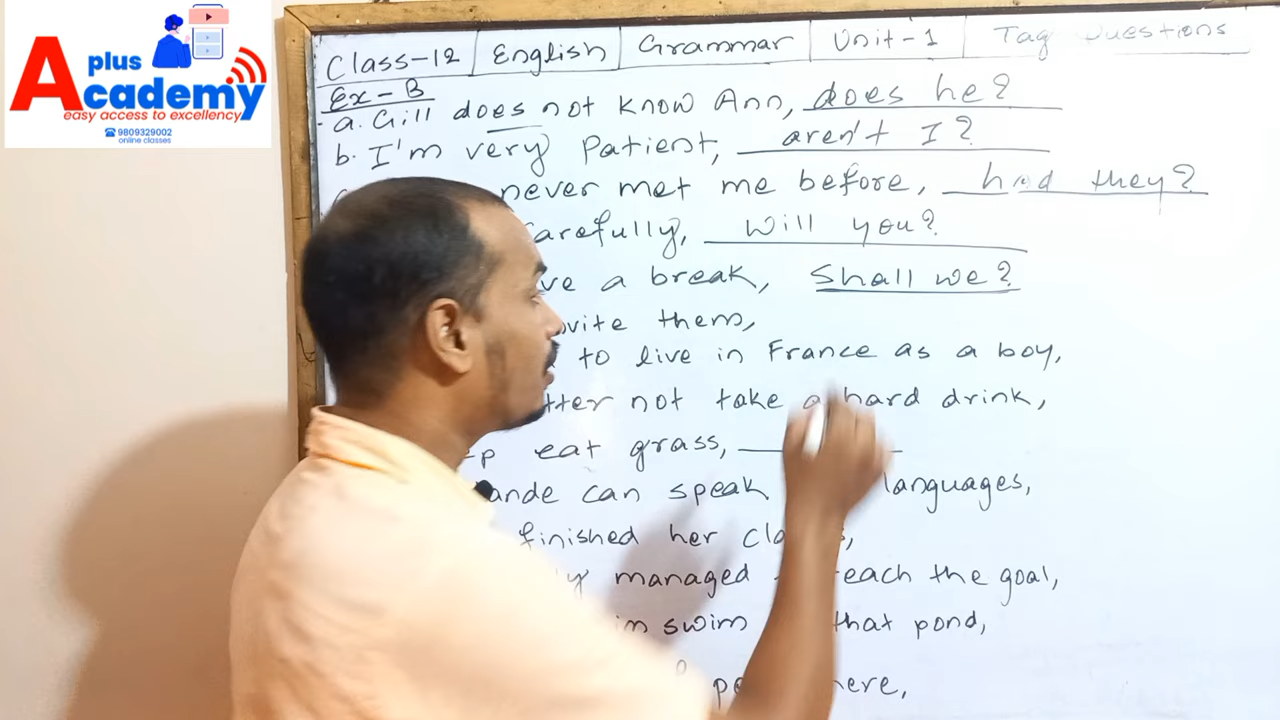 A plus Academy
easy access to excellency
☎ 9809329002
online classes
Class-12 English Grammar Unit-1 Tag Questions
Ex-B
a. Gill does not know Ann, does he?
b. I'm very patient, aren't I?
never met me before, had they?
carefully, Will you?
ve a break, Shall we?
vite them,
to live in France as a boy,
tter not take a hard drink,
ep eat grass,
ande can speak languages,
finished her
managed reach the goal,
swim that pond,
here,